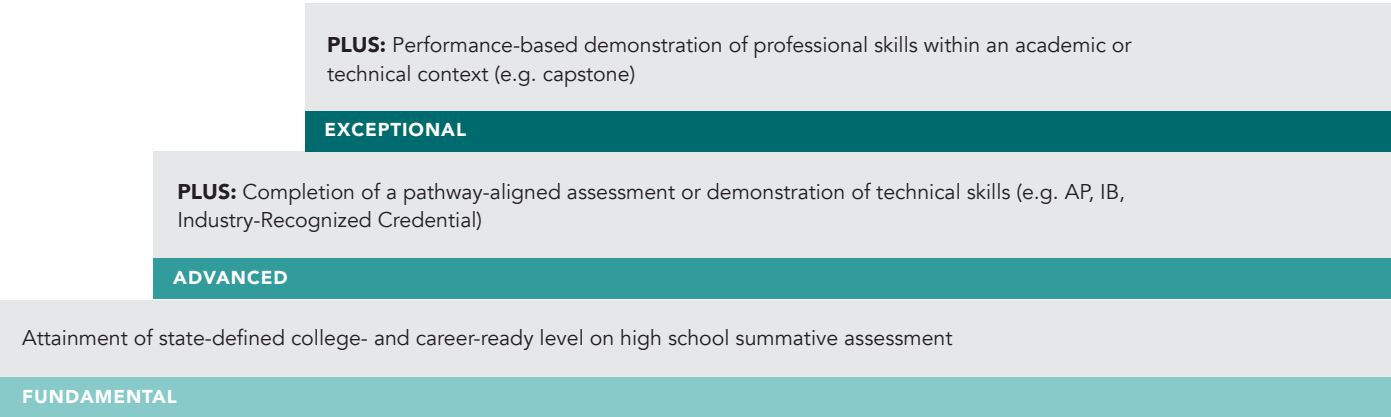 PLUS: Performance-based demonstration of professional skills within an academic or
technical context (e.g. capstone)
EXCEPTIONAL
PLUS: Completion of a pathway-aligned assessment or demonstration of technical skills (e.g. AP, IB,
Industry-Recognized Credential)
ADVANCED
Attainment of state-defined college- and career-ready level on high school summative assessment
FUNDAMENTAL